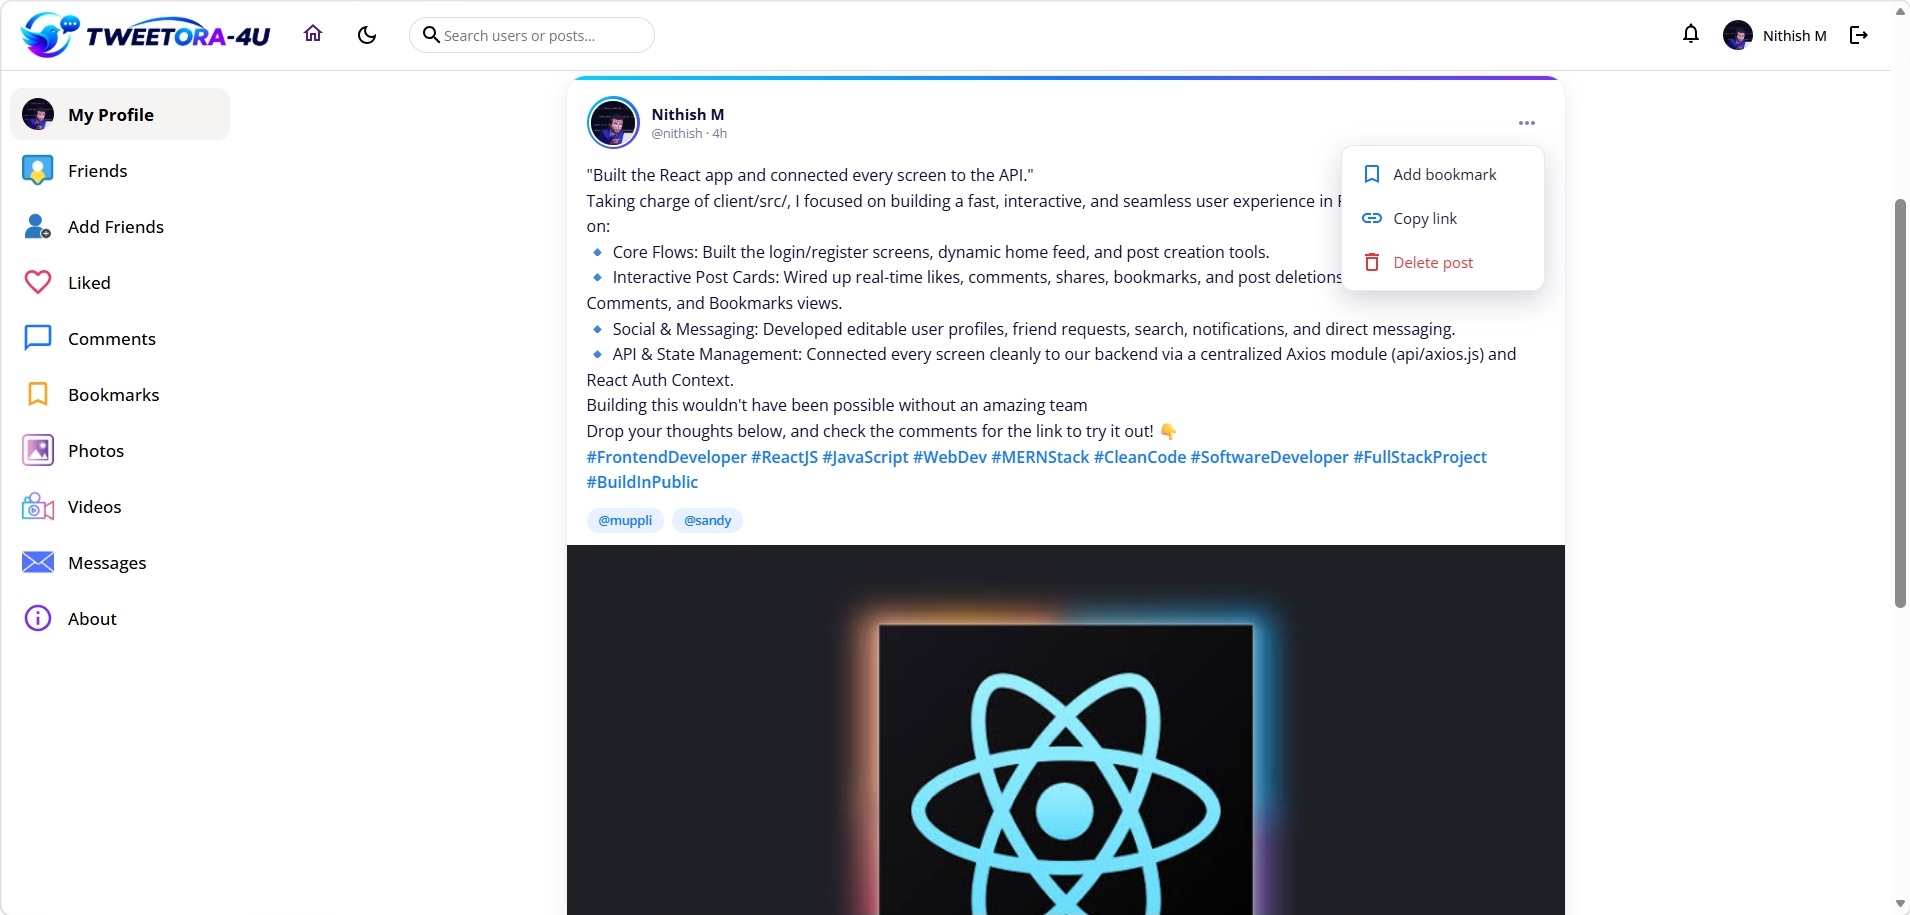 TWEETORA-4U
Search users or posts...
Nithish M
My Profile
Friends
Add Friends
Liked
Comments
Bookmarks
Photos
Videos
Messages
About
Nithish M
@nithish · 4h
"Built the React app and connected every screen to the API."
Taking charge of client/src/, I focused on building a fast, interactive, and seamless user experience in
on:
🔹 Core Flows: Built the login/register screens, dynamic home feed, and post creation tools.
🔹 Interactive Post Cards: Wired up real-time likes, comments, shares, bookmarks, and post deletions
Comments, and Bookmarks views.
🔹 Social & Messaging: Developed editable user profiles, friend requests, search, notifications, and direct messaging.
🔹 API & State Management: Connected every screen cleanly to our backend via a centralized Axios module (api/axios.js) and
React Auth Context.
Building this wouldn't have been possible without an amazing team
Drop your thoughts below, and check the comments for the link to try it out! 👇
#FrontendDeveloper #ReactJS #JavaScript #WebDev #MERNStack #CleanCode #SoftwareDeveloper #FullStackProject
#BuildInPublic
@muppli @sandy
Add bookmark
Copy link
Delete post